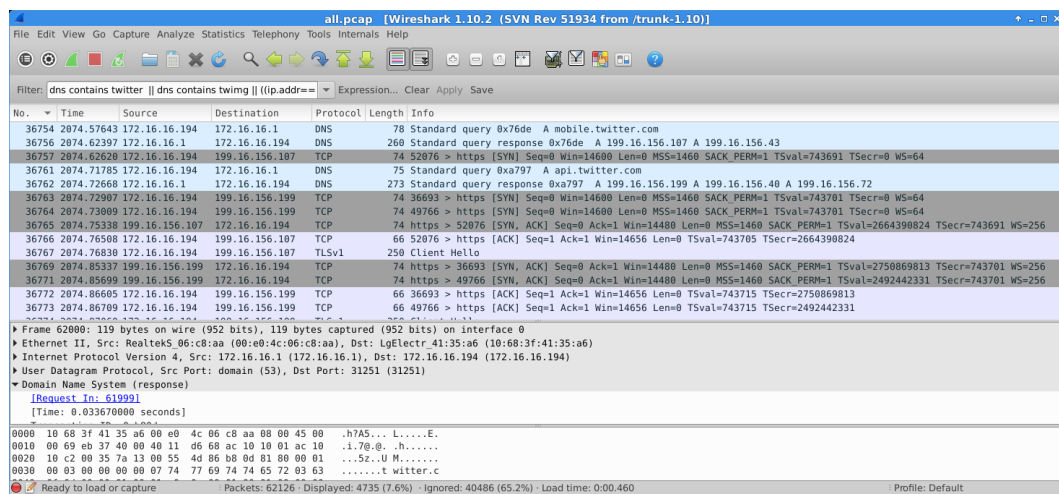 all.pcap [Wireshark 1.10.2 (SVN Rev 51934 from /trunk-1.10)]
File Edit View Go Capture Analyze Statistics Telephony Tools Internals Help
Filter: dns contains twitter || dns contains twimg || ((ip.addr== Expression... Clear Apply Save
No. Time Source Destination Protocol Length Info
36754 2074.57643 172.16.16.194 172.16.16.1 DNS 78 Standard query 0x76de A mobile.twitter.com
36756 2074.62397 172.16.16.1 172.16.16.194 DNS 260 Standard query response 0x76de A 199.16.156.107 A 199.16.156.43
36757 2074.62620 172.16.16.194 199.16.156.107 TCP 74 52076 > https [SYN] Seq=0 Win=14600 Len=0 MSS=1460 SACK_PERM=1 TSval=743691 TSecr=0 WS=64
36761 2074.71785 172.16.16.194 172.16.16.1 DNS 75 Standard query 0xa797 A api.twitter.com
36762 2074.72668 172.16.16.1 172.16.16.194 DNS 273 Standard query response 0xa797 A 199.16.156.199 A 199.16.156.40 A 199.16.156.72
36763 2074.72907 172.16.16.194 199.16.156.199 TCP 74 36693 > https [SYN] Seq=0 Win=14600 Len=0 MSS=1460 SACK_PERM=1 TSval=743701 TSecr=0 WS=64
36764 2074.73009 172.16.16.194 199.16.156.199 TCP 74 49766 > https [SYN] Seq=0 Win=14600 Len=0 MSS=1460 SACK_PERM=1 TSval=743701 TSecr=0 WS=64
36765 2074.75338 199.16.156.107 172.16.16.194 TCP 74 https > 52076 [SYN, ACK] Seq=0 Ack=1 Win=14480 Len=0 MSS=1460 SACK_PERM=1 TSval=2664390824 TSecr=743691 WS=256
36766 2074.76508 172.16.16.194 199.16.156.107 TCP 66 52076 > https [ACK] Seq=1 Ack=1 Win=14656 Len=0 TSval=743705 TSecr=2664390824
36767 2074.76830 172.16.16.194 199.16.156.107 TLSv1 250 Client Hello
36769 2074.85337 199.16.156.199 172.16.16.194 TCP 74 https > 36693 [SYN, ACK] Seq=0 Ack=1 Win=14480 Len=0 MSS=1460 SACK_PERM=1 TSval=2750869813 TSecr=743701 WS=256
36771 2074.85699 199.16.156.199 172.16.16.194 TCP 74 https > 49766 [SYN, ACK] Seq=0 Ack=1 Win=14480 Len=0 MSS=1460 SACK_PERM=1 TSval=2492442331 TSecr=743701 WS=256
36772 2074.86605 172.16.16.194 199.16.156.199 TCP 66 36693 > https [ACK] Seq=1 Ack=1 Win=14656 Len=0 TSval=743715 TSecr=2750869813
36773 2074.86709 172.16.16.194 199.16.156.199 TCP 66 49766 > https [ACK] Seq=1 Ack=1 Win=14656 Len=0 TSval=743715 TSecr=2492442331
Frame 62000: 119 bytes on wire (952 bits), 119 bytes captured (952 bits) on interface 0
Ethernet II, Src: RealtekS_06:c8:aa (00:e0:4c:06:c8:aa), Dst: LgElectr_41:35:a6 (10:68:3f:41:35:a6)
Internet Protocol Version 4, Src: 172.16.16.1 (172.16.16.1), Dst: 172.16.16.194 (172.16.16.194)
User Datagram Protocol, Src Port: domain (53), Dst Port: 31251 (31251)
Domain Name System (response)
[Request In: 61999]
[Time: 0.033670000 seconds]
0000 10 68 3f 41 35 a6 00 e0 4c 06 c8 aa 08 00 45 00 .h?A5... L.....E.
0010 00 69 eb 37 40 00 40 11 d6 68 ac 10 10 01 ac 10 .i.7@.@. .h......
0020 10 c2 00 35 7a 13 00 55 4d 86 b8 0d 81 80 00 01 ...5z..U M.......
0030 00 03 00 00 00 00 07 74 77 69 74 74 65 72 03 63 .......t witter.c
Ready to load or capture Packets: 62126 · Displayed: 4735 (7.6%) · Ignored: 40486 (65.2%) · Load time: 0:00.460 Profile: Default